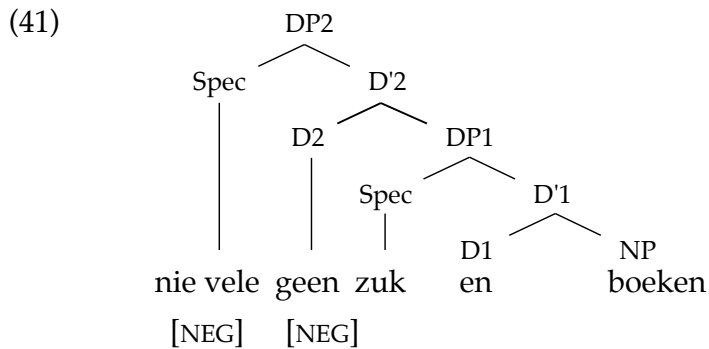 (41) DP2
Spec D'2
D2 DP1
Spec D'1
D1 NP
nie vele geen zuk en boeken
[NEG] [NEG]